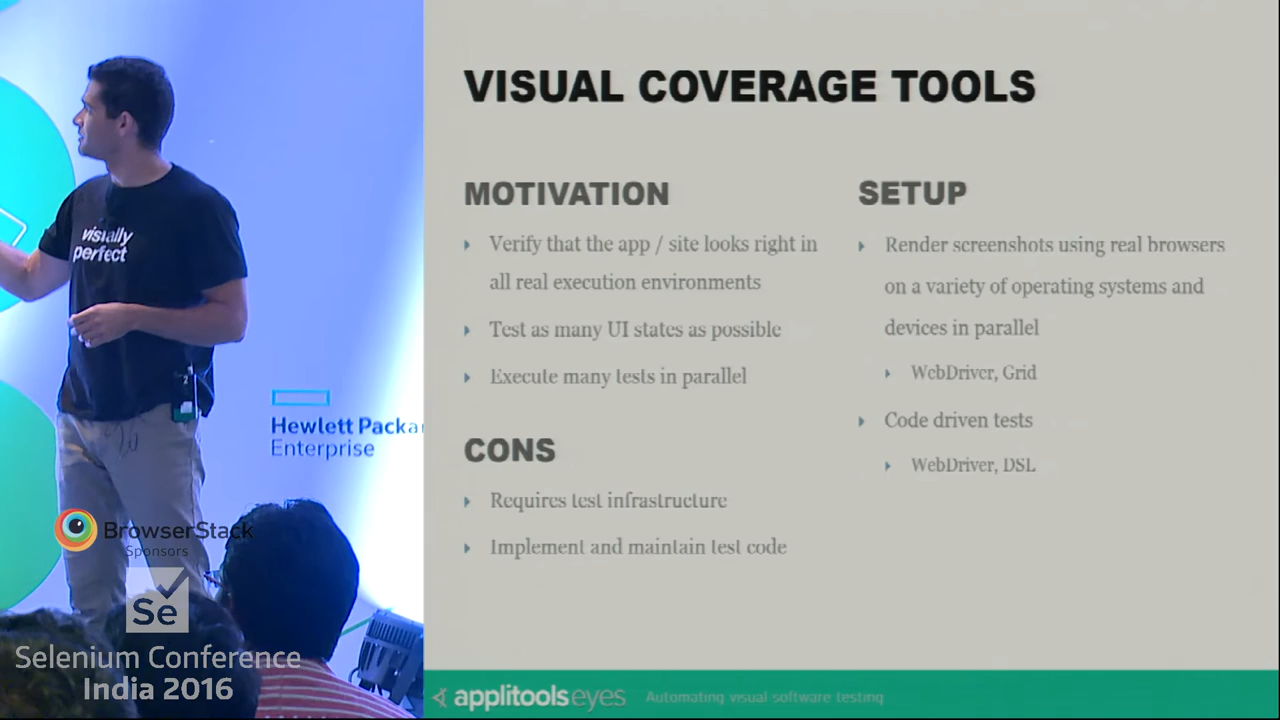 VISUAL COVERAGE TOOLS
MOTIVATION
Verify that the app / site looks right in
all real execution environments
Test as many UI states as possible
Execute many tests in parallel
CONS
Requires test infrastructure
Implement and maintain test code
SETUP
Render screenshots using real browsers
on a variety of operating systems and
devices in parallel
WebDriver, Grid
Code driven tests
WebDriver, DSL
applitools eyes Automating visual software testing
visually
perfect
Hewlett Packa
Enterprise
BrowserStack
Sponsors
Se
Selenium Conference
India 2016